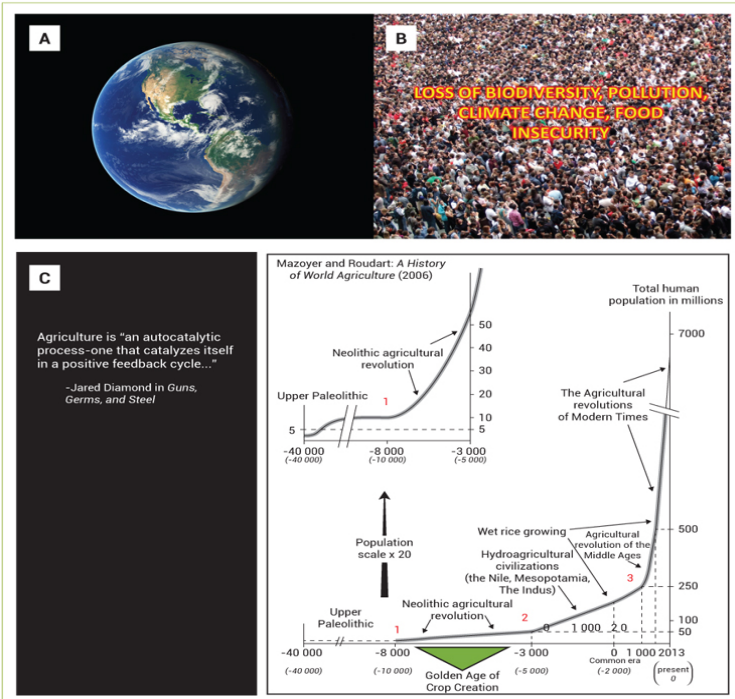 A
B
LOSS OF BIODIVERSITY, POLLUTION,
CLIMATE CHANGE, FOOD
INSECURITY
C
Agriculture is "an autocatalytic
process-one that catalyzes itself
in a positive feedback cycle..."
-Jared Diamond in Guns,
Germs, and Steel
Mazoyer and Roudart: A History
of World Agriculture (2006)
Total human
population in millions
7000
50
40
30
20
10
5
Neolithic agricultural
revolution
Upper Paleolithic
1
5
-40 000
(-40 000)
-8 000
(-10 000)
-3 000
(-5 000)
The Agricultural
revolutions
of Modern Times
Population
scale x 20
Wet rice growing
Agricultural
revolution of the
Middle Ages
Hydroagricultural
civilizations
(the Nile, Mesopotamia,
The Indus)
500
250
100
50
3
Neolithic agricultural
revolution
Upper
Paleolithic
1
2
0 1 000 2 0
-40 000
(-40 000)
-8 000
(-10 000)
-3 000
(-5 000)
0
Common era
(-2 000)
1 000
2013
(present
0)
Golden Age of
Crop Creation